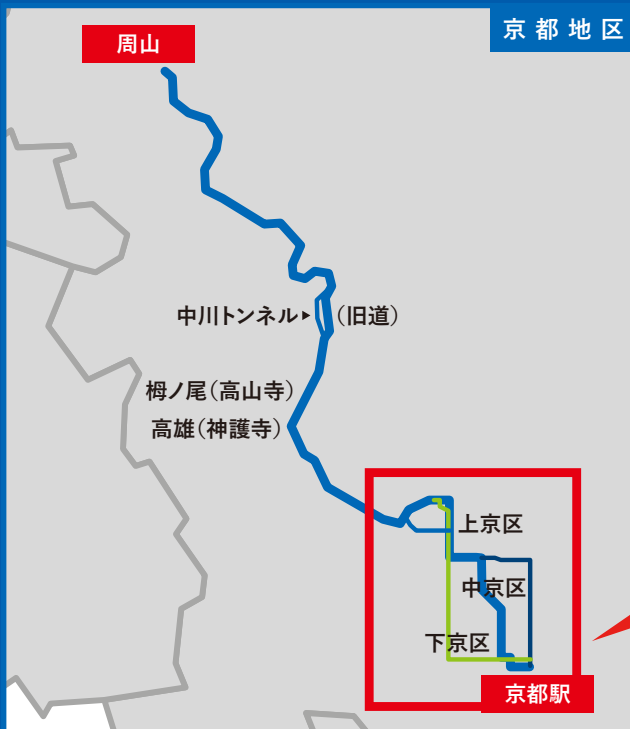 京都地区
周山
中川トンネル▸(旧道)
栂ノ尾(高山寺)
高雄(神護寺)
上京区
中京区
下京区
京都駅